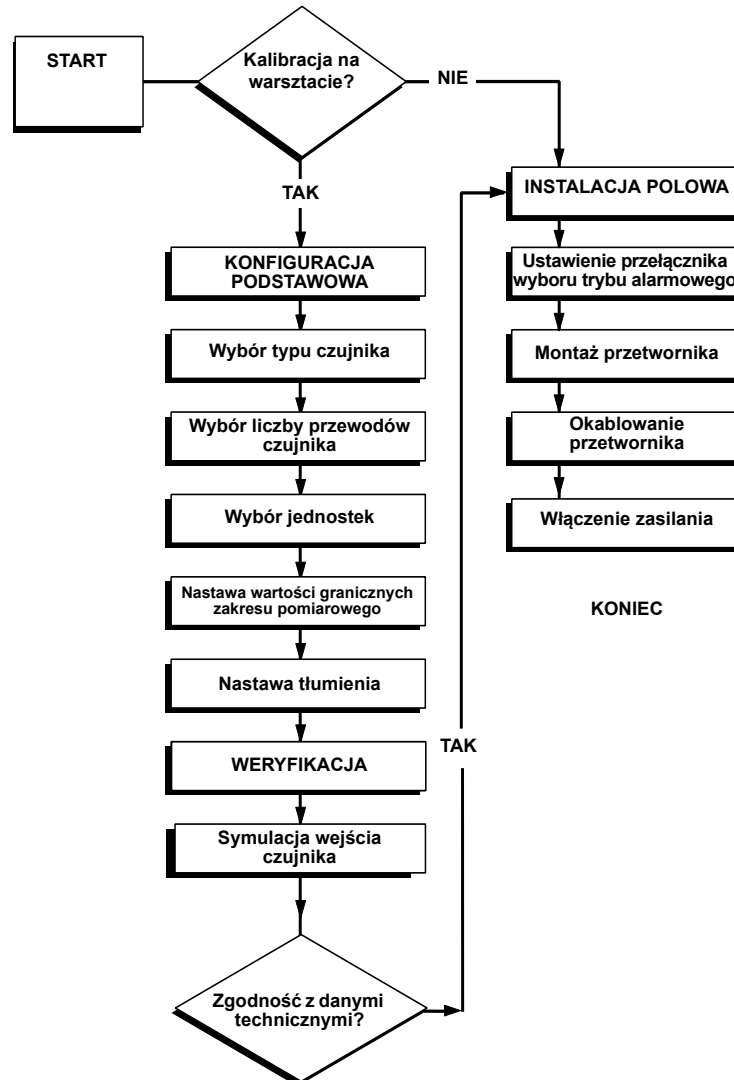 START
Kalibracja na
warsztacie?
NIE
TAK
KONFIGURACJA
PODSTAWOWA
Wybór typu czujnika
Wybór liczby przewodów
czujnika
Wybór jednostek
Nastawa wartości granicznych
zakresu pomiarowego
Nastawa tłumienia
WERYFIKACJA
Symulacja wejścia
czujnika
Zgodność z danymi
technicznymi?
TAK
INSTALACJA POLOWA
Ustawienie przełącznika
wyboru trybu alarmowego
Montaż przetwornika
Okablowanie
przetwornika
Włączenie zasilania
KONIEC